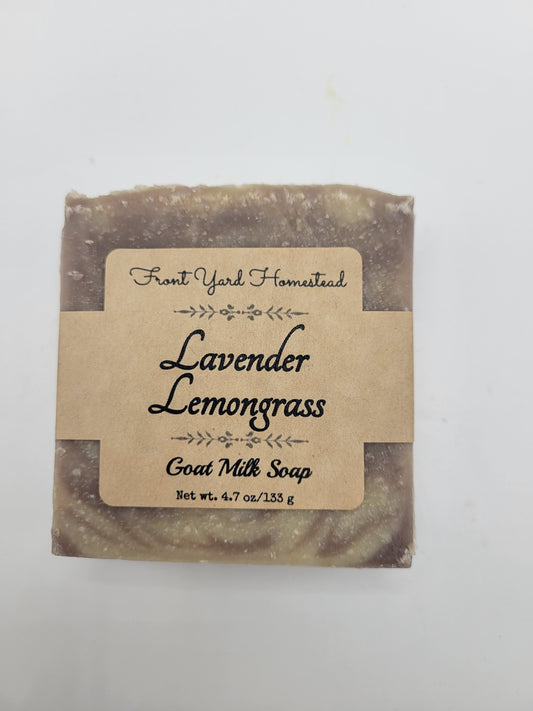 Front Yard Homestead
Lavender
Lemongrass
Goat Milk Soap
Net wt. 4.7 oz/133 g